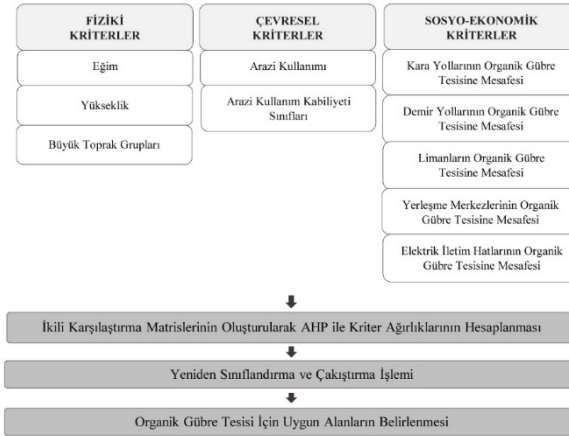 FİZİKİ
KRİTERLER
Eğim
Yükseklik
Büyük Toprak Grupları
ÇEVRESEL
KRİTERLER
Arazi Kullanımı
Arazi Kullanım Kabiliyeti
Sınıfları
SOSYO-EKONOMİK
KRİTERLER
Kara Yollarının Organik Gübre
Tesisine Mesafesi
Demir Yollarının Organik Gübre
Tesisine Mesafesi
Limanların Organik Gübre
Tesisine Mesafesi
Yerleşme Merkezlerinin Organik
Gübre Tesisine Mesafesi
Elektrik İletim Hatlarının Organik
Gübre Tesisine Mesafesi
İkili Karşılaştırma Matrislerinin Oluşturularak AHP ile Kriter Ağırlıklarının Hesaplanması
Yeniden Sınıflandırma ve Çakıştırma İşlemi
Organik Gübre Tesisi İçin Uygun Alanların Belirlenmesi